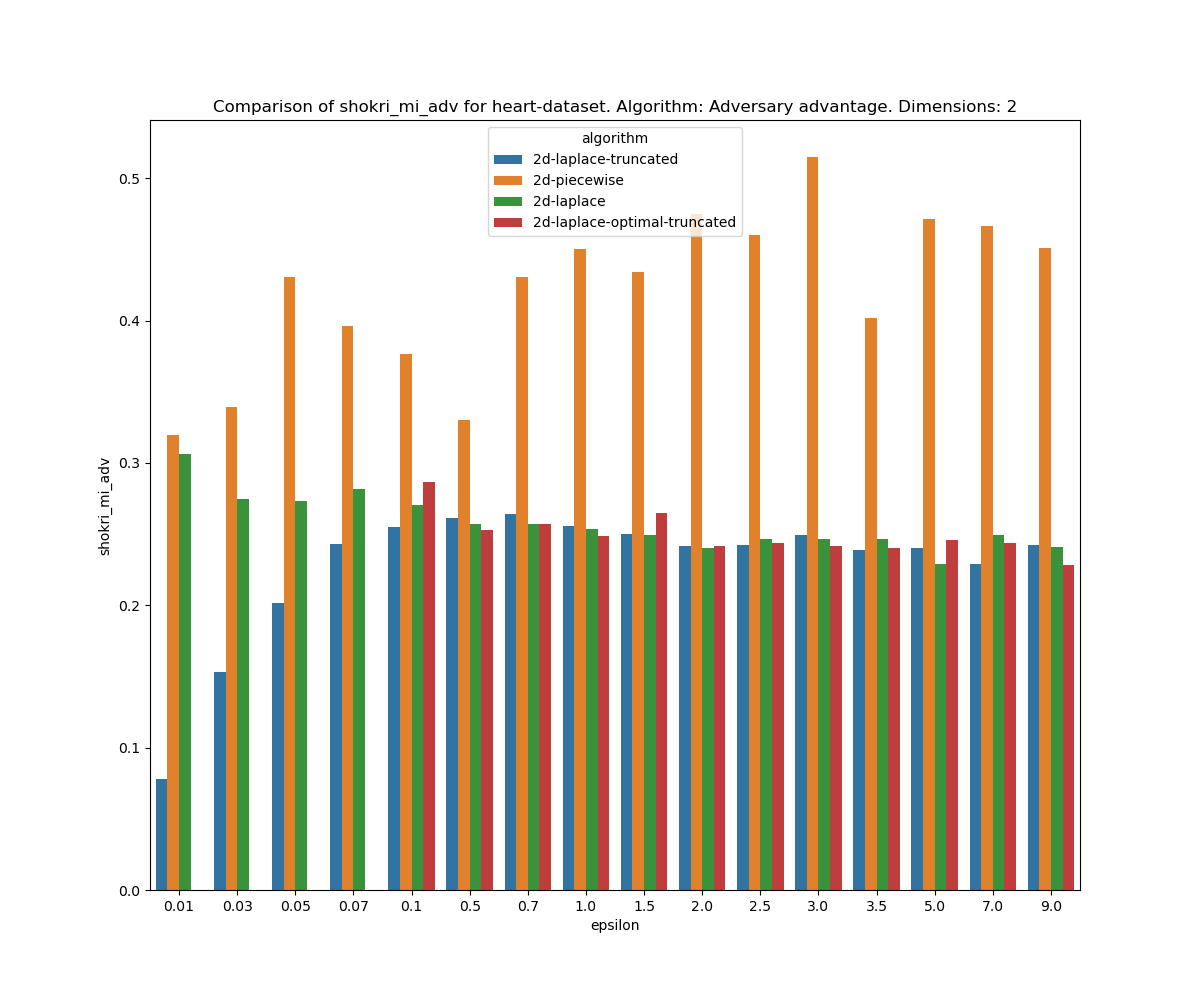 Comparison of shokri_mi_adv for heart-dataset. Algorithm: Adversary advantage. Dimensions: 2
algorithm
2d-laplace-truncated
2d-piecewise
2d-laplace
2d-laplace-optimal-truncated
0.5
0.4
0.3
0.2
0.1
0.0
shokri_mi_adv
0.01 0.03 0.05 0.07 0.1 0.5 0.7 1.0 1.5 2.0 2.5 3.0 3.5 5.0 7.0 9.0
epsilon